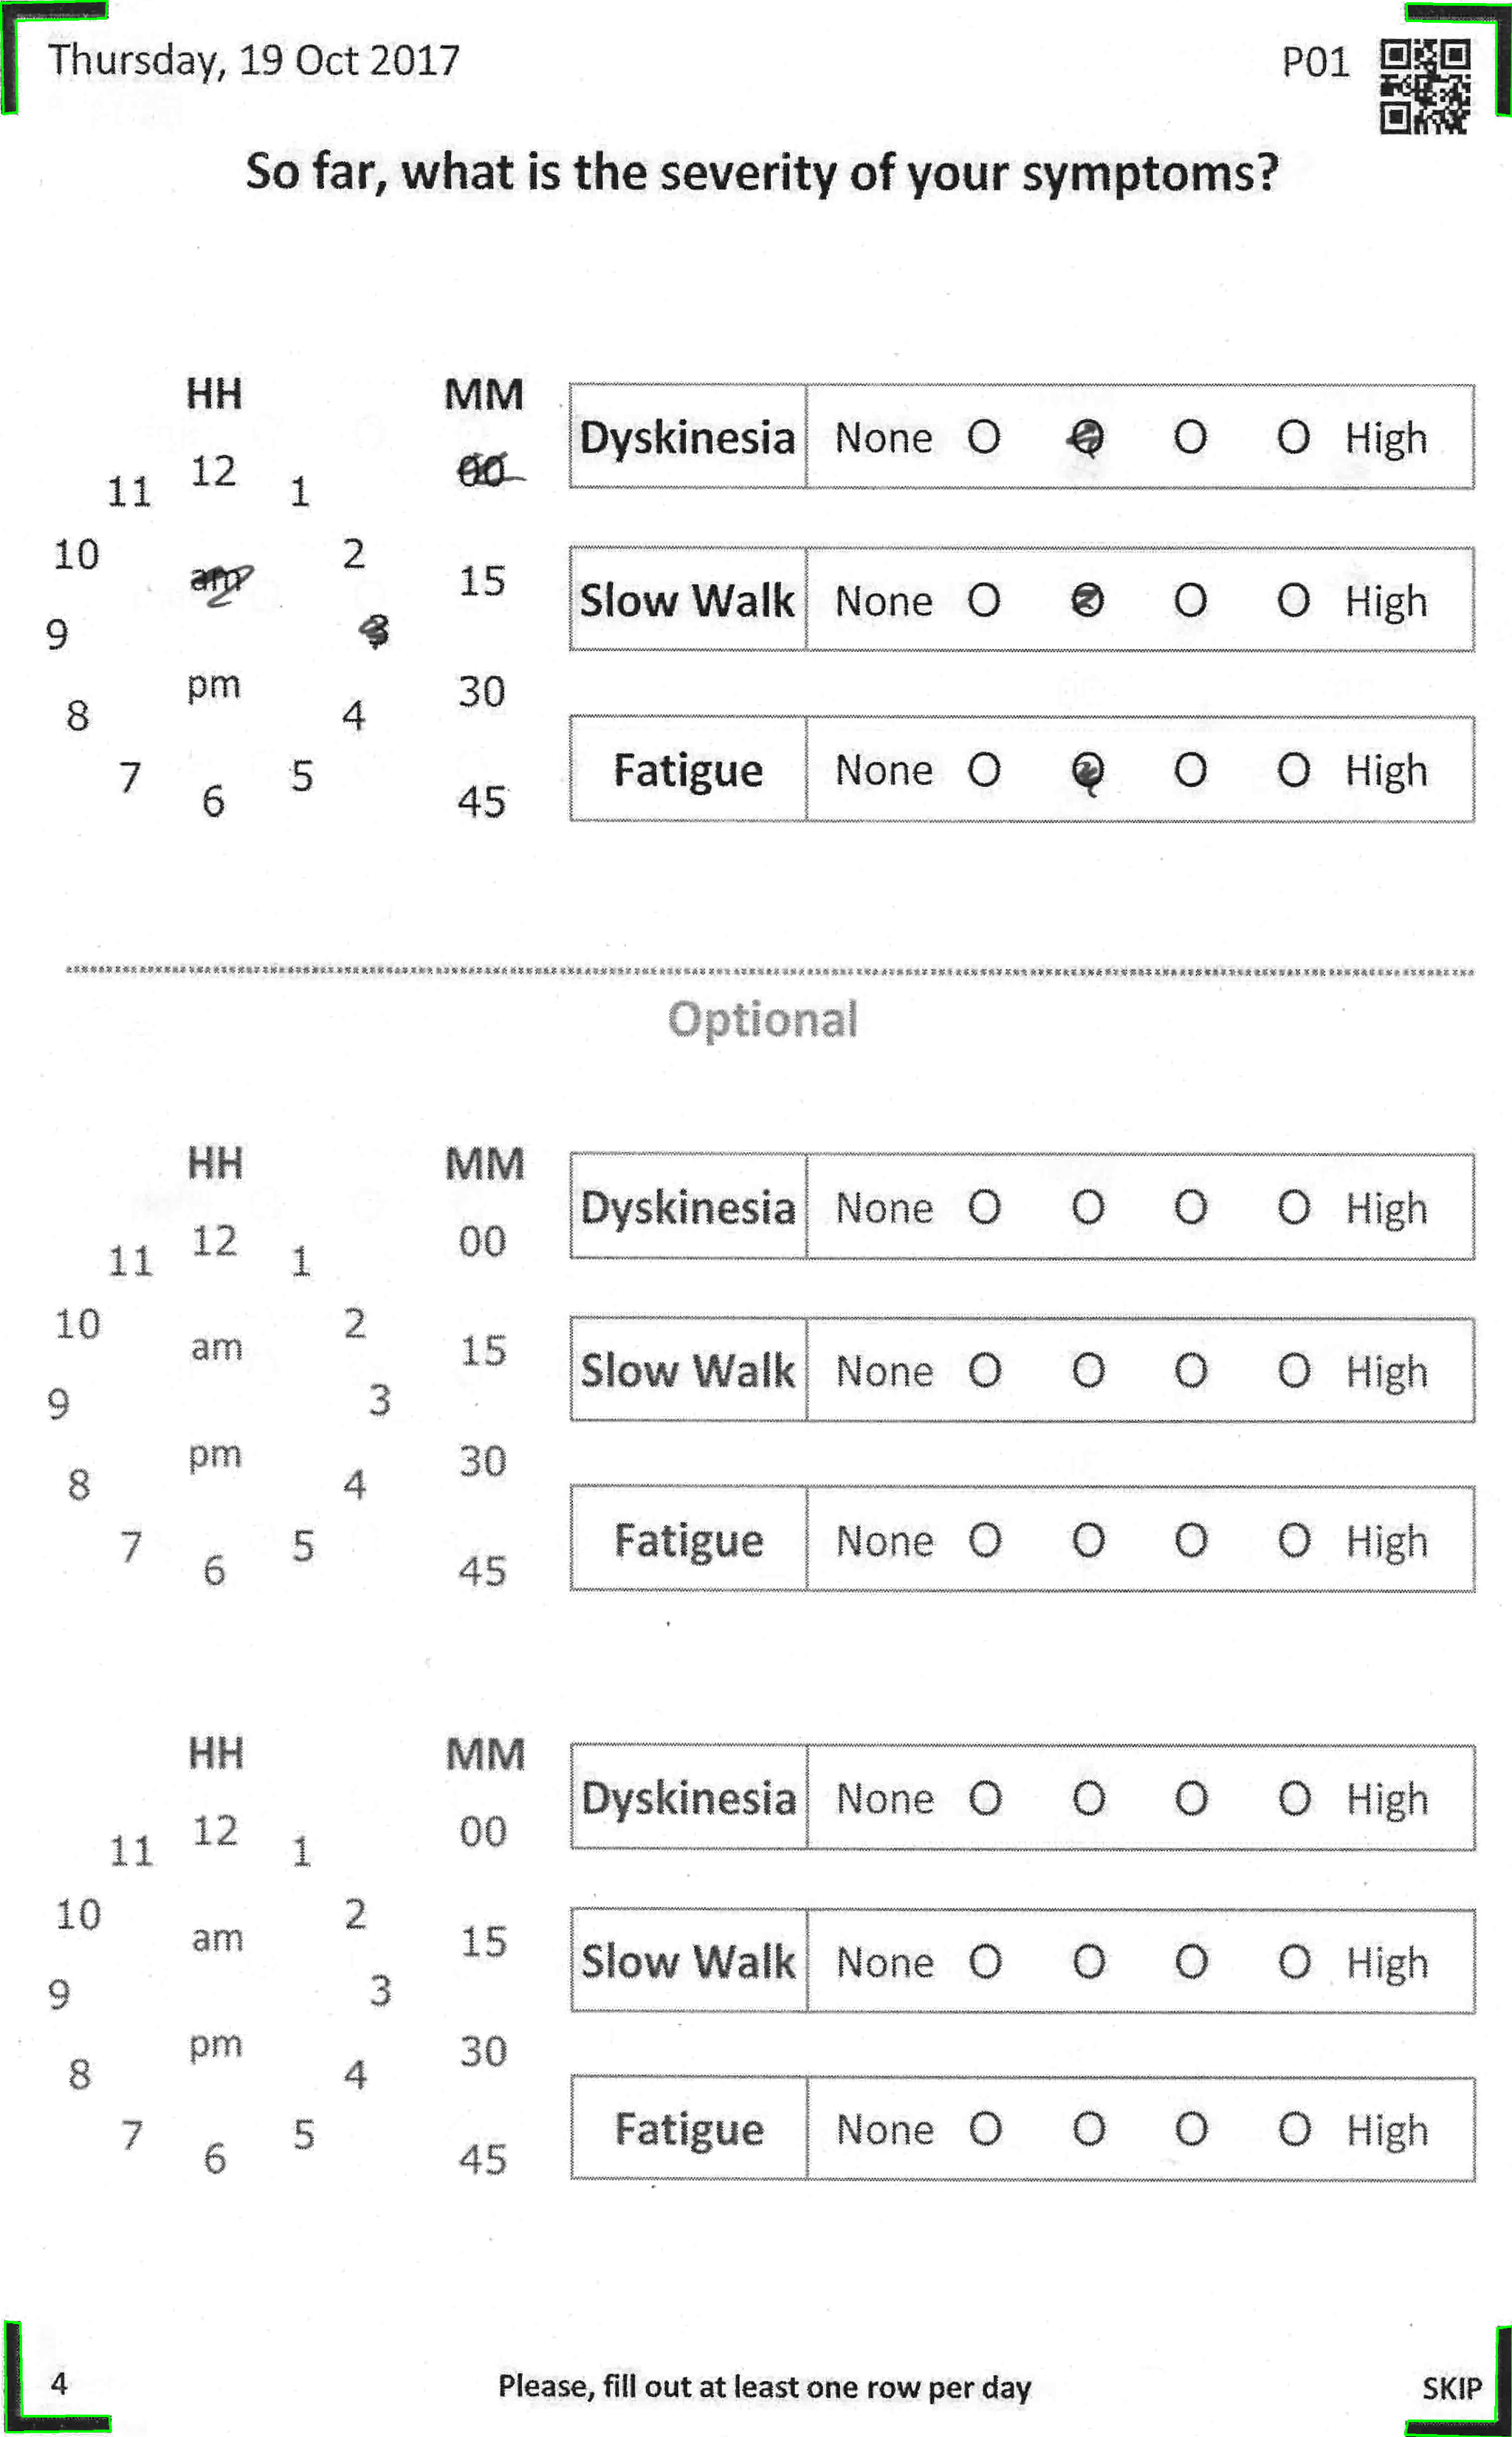 Thursday, 19 Oct 2017 P01
So far, what is the severity of your symptoms?
HH MM
Dyskinesia None O O O O High
11 12 1 00
10 2
am 15
Slow Walk None O O O O High
9 3
pm 30
8 4
Fatigue None O O O O High
7 6 5 45
Optional
HH MM
Dyskinesia None O O O O High
11 12 1 00
10 2
am 15
Slow Walk None O O O O High
9 3
pm 30
8 4
Fatigue None O O O O High
7 6 5 45
HH MM
Dyskinesia None O O O O High
11 12 1 00
10 2
am 15
Slow Walk None O O O O High
9 3
pm 30
8 4
Fatigue None O O O O High
7 6 5 45
4 Please, fill out at least one row per day SKIP